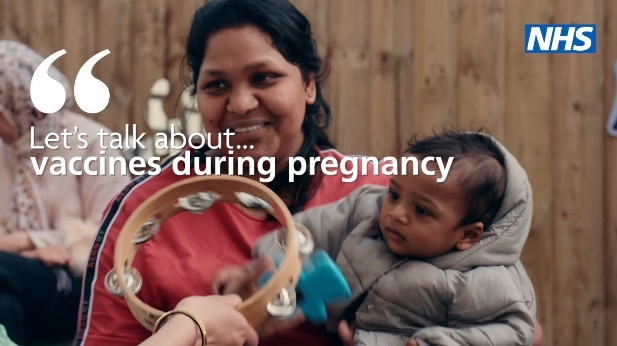 NHS
“
Let’s talk about...
vaccines during pregnancy